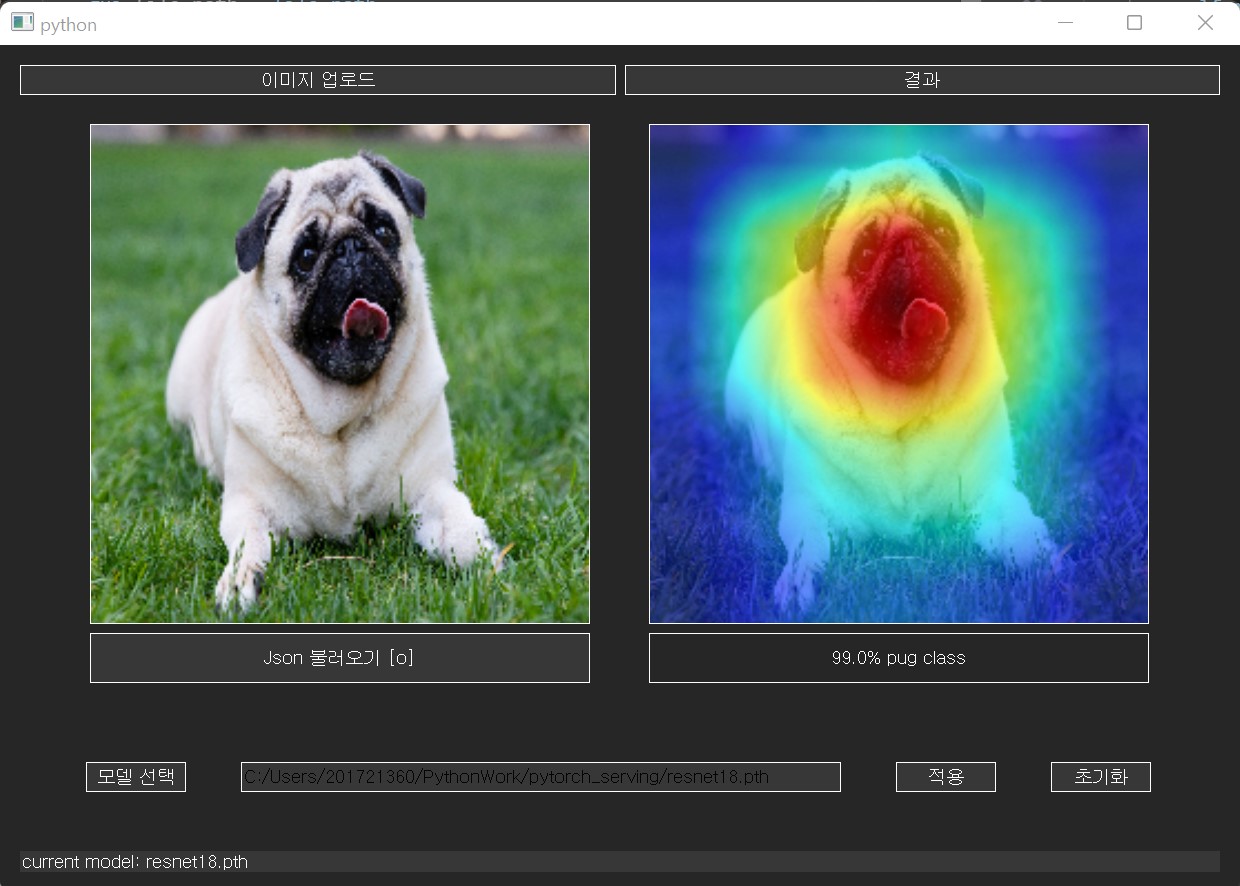 python
이미지 업로드
결과
Json 불러오기 [o]
99.0% pug class
모델 선택
C:/Users/201721360/PythonWork/pytorch_serving/resnet18.pth
적용
초기화
current model: resnet18.pth